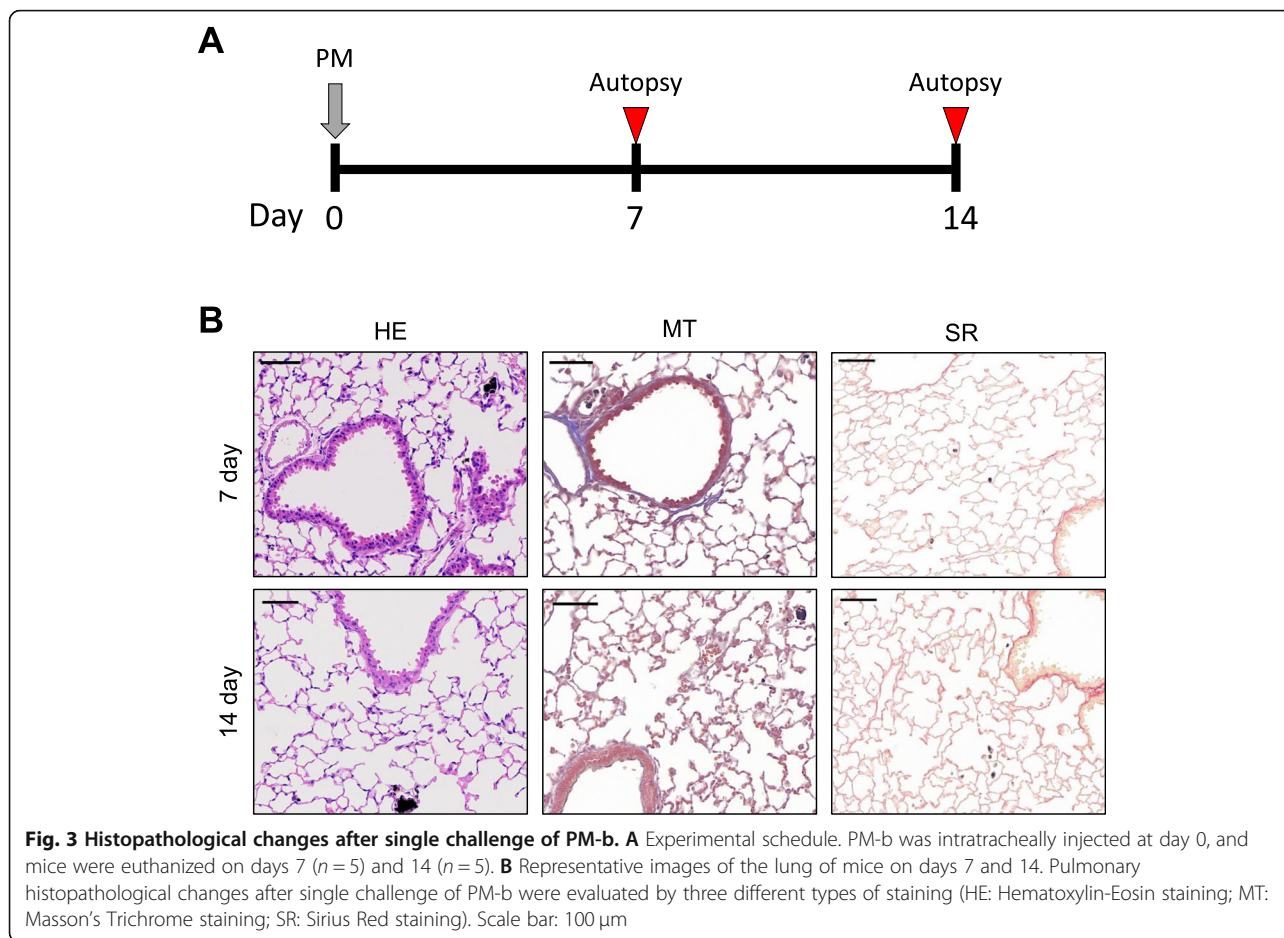 A
PM
Autopsy
Autopsy
Day 0 7 14
B
HE MT SR
7 day
14 day
Fig. 3 Histopathological changes after single challenge of PM-b. A Experimental schedule. PM-b was intratracheally injected at day 0, and
mice were euthanized on days 7 (n = 5) and 14 (n = 5). B Representative images of the lung of mice on days 7 and 14. Pulmonary
histopathological changes after single challenge of PM-b were evaluated by three different types of staining (HE: Hematoxylin-Eosin staining; MT:
Masson's Trichrome staining; SR: Sirius Red staining). Scale bar: 100 μm